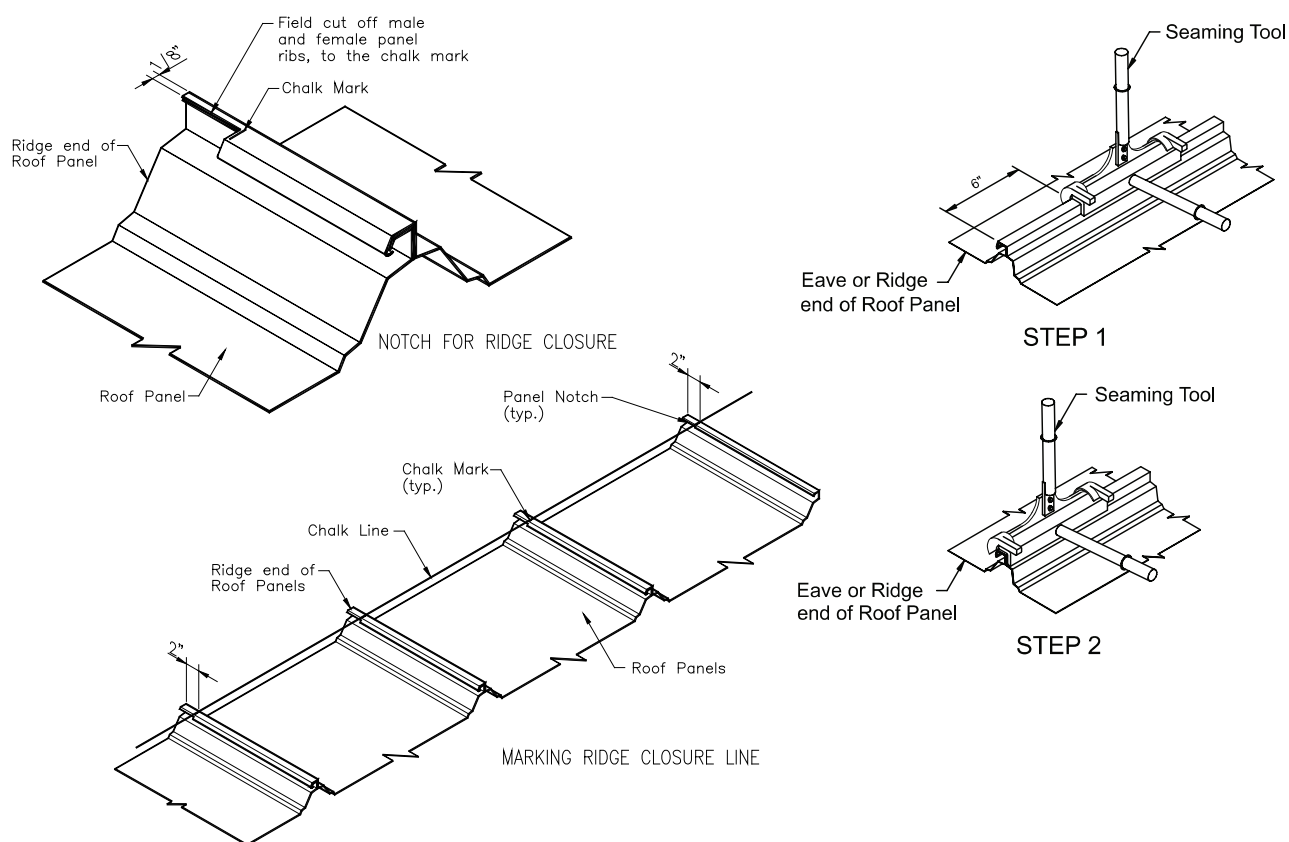 Field cut off male
and female panel
ribs, to the chalk mark
1/8"
Chalk Mark
Ridge end of
Roof Panel
Roof Panel
NOTCH FOR RIDGE CLOSURE
2"
Panel Notch
(typ.)
Chalk Mark
(typ.)
Chalk Line
Ridge end of
Roof Panels
2"
Roof Panels
MARKING RIDGE CLOSURE LINE
Seaming Tool
6"
Eave or Ridge
end of Roof Panel
STEP 1
Seaming Tool
Eave or Ridge
end of Roof Panel
STEP 2